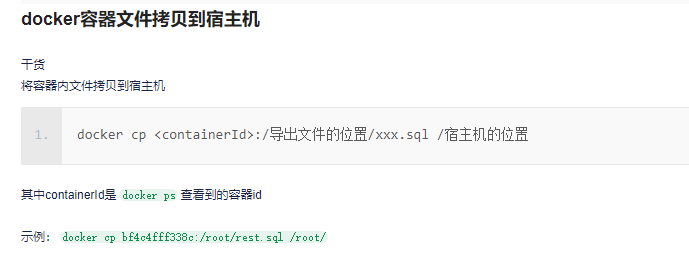 docker容器文件拷贝到宿主机
干货
将容器内文件拷贝到宿主机
1. docker cp <containerId>:/导出文件的位置/xxx.sql /宿主机的位置
其中containerId是 docker ps 查看到的容器id
示例: docker cp bf4c4fff338c:/root/rest.sql /root/